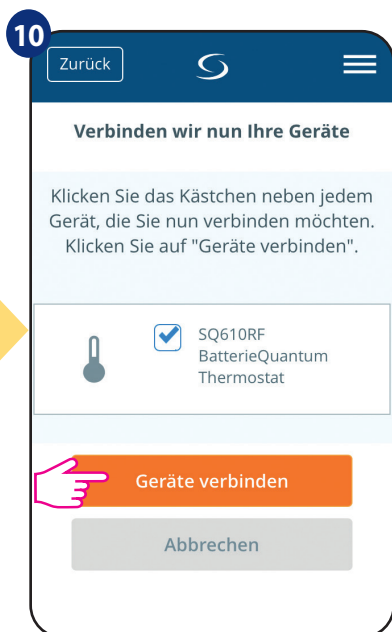 10
Zurück
Verbinden wir nun Ihre Geräte
Klicken Sie das Kästchen neben jedem
Gerät, die Sie nun verbinden möchten.
Klicken Sie auf "Geräte verbinden".
SQ610RF
BatterieQuantum
Thermostat
Geräte verbinden
Abbrechen